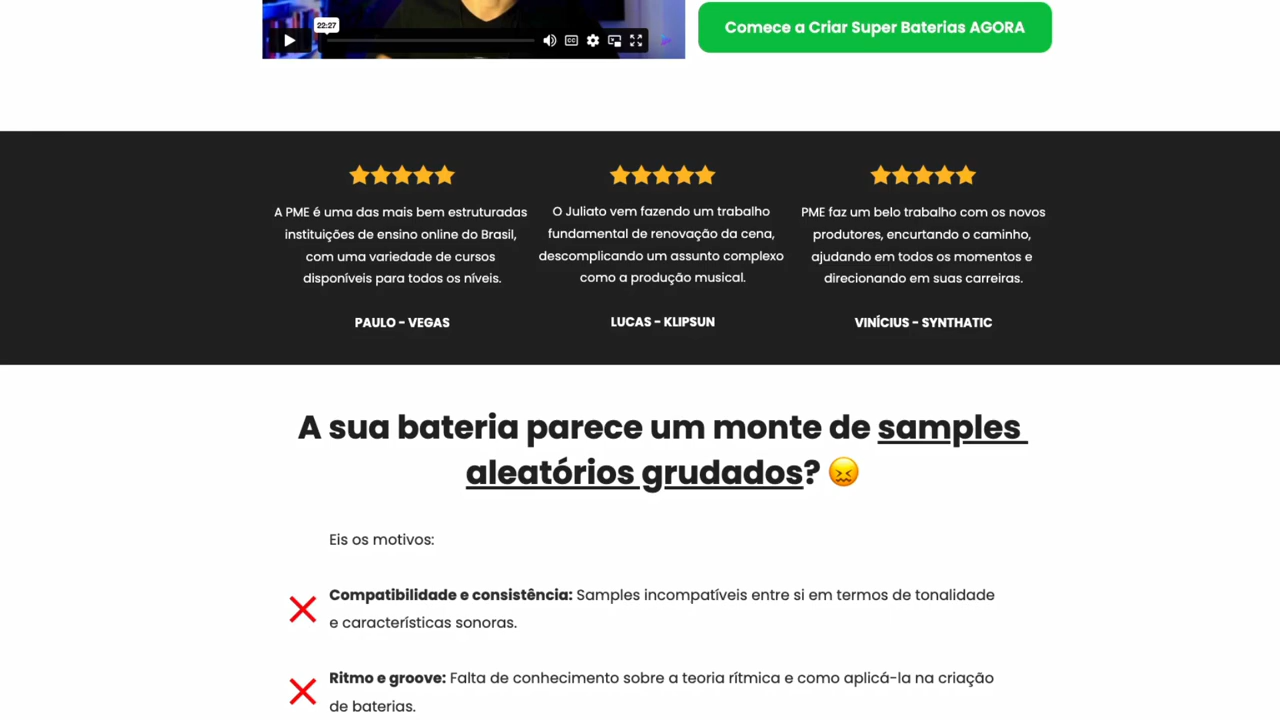 22:27
CC
Comece a Criar Super Baterias AGORA
A PME é uma das mais bem estruturadas
instituições de ensino online do Brasil,
com uma variedade de cursos
disponíveis para todos os níveis.
PAULO - VEGAS
O Juliato vem fazendo um trabalho
fundamental de renovação da cena,
descomplicando um assunto complexo
como a produção musical.
LUCAS - KLIPSUN
PME faz um belo trabalho com os novos
produtores, encurtando o caminho,
ajudando em todos os momentos e
direcionando em suas carreiras.
VINÍCIUS - SYNTHATIC
A sua bateria parece um monte de samples
aleatórios grudados? 😖
Eis os motivos:
Compatibilidade e consistência: Samples incompatíveis entre si em termos de tonalidade
e características sonoras.
Ritmo e groove: Falta de conhecimento sobre a teoria rítmica e como aplicá-la na criação
de baterias.